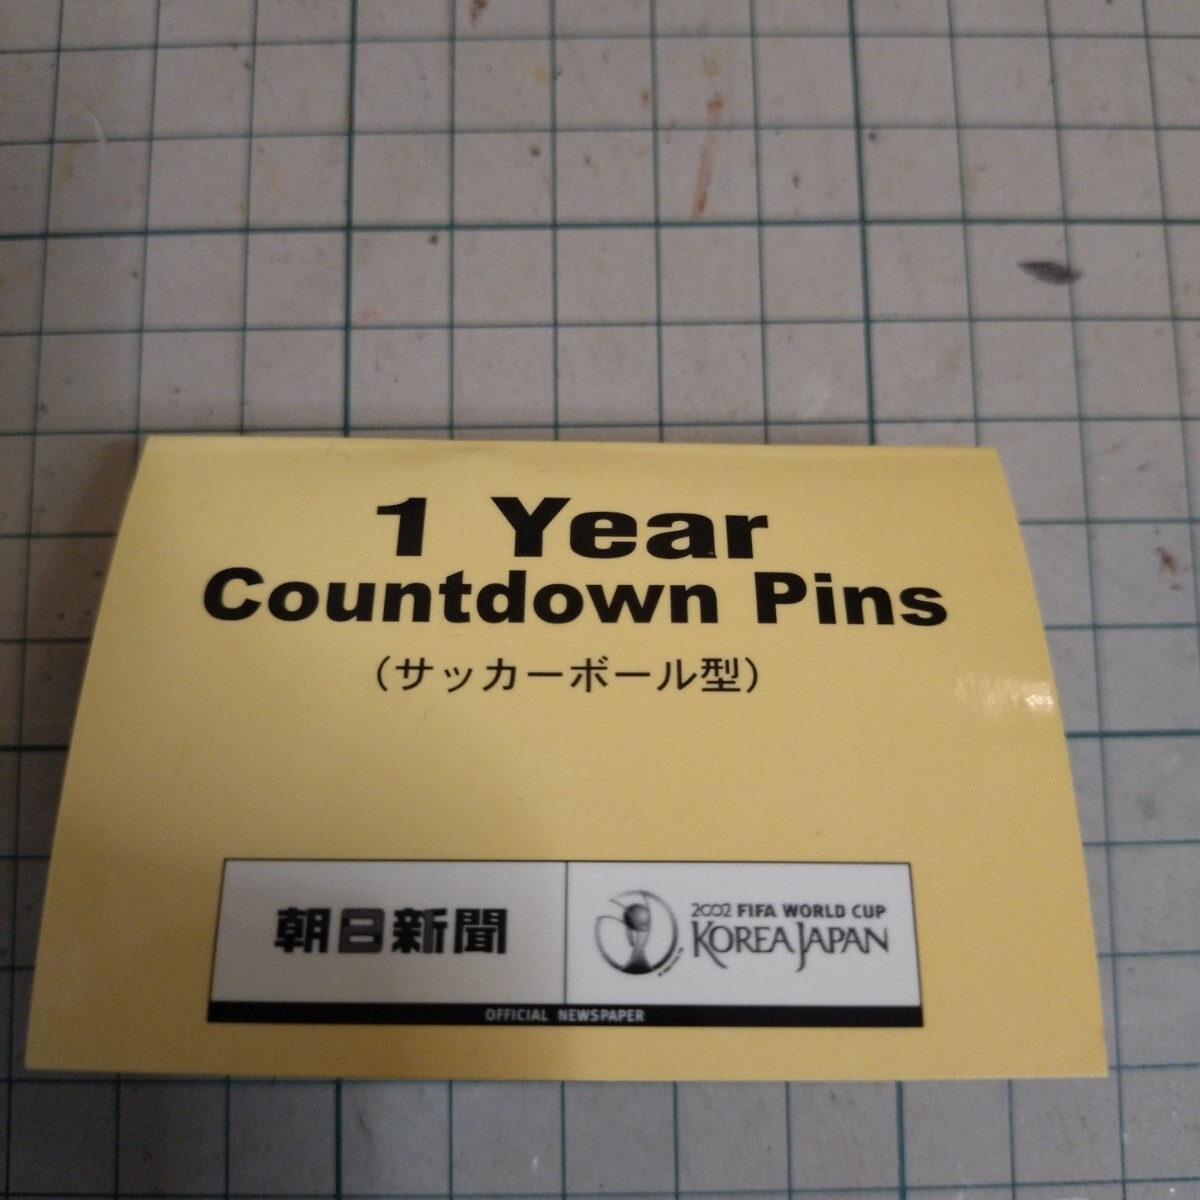 1 Year
Countdown Pins
(サッカーボール型)
朝日新聞
2002 FIFA WORLD CUP
KOREA JAPAN
OFFICIAL NEWSPAPER